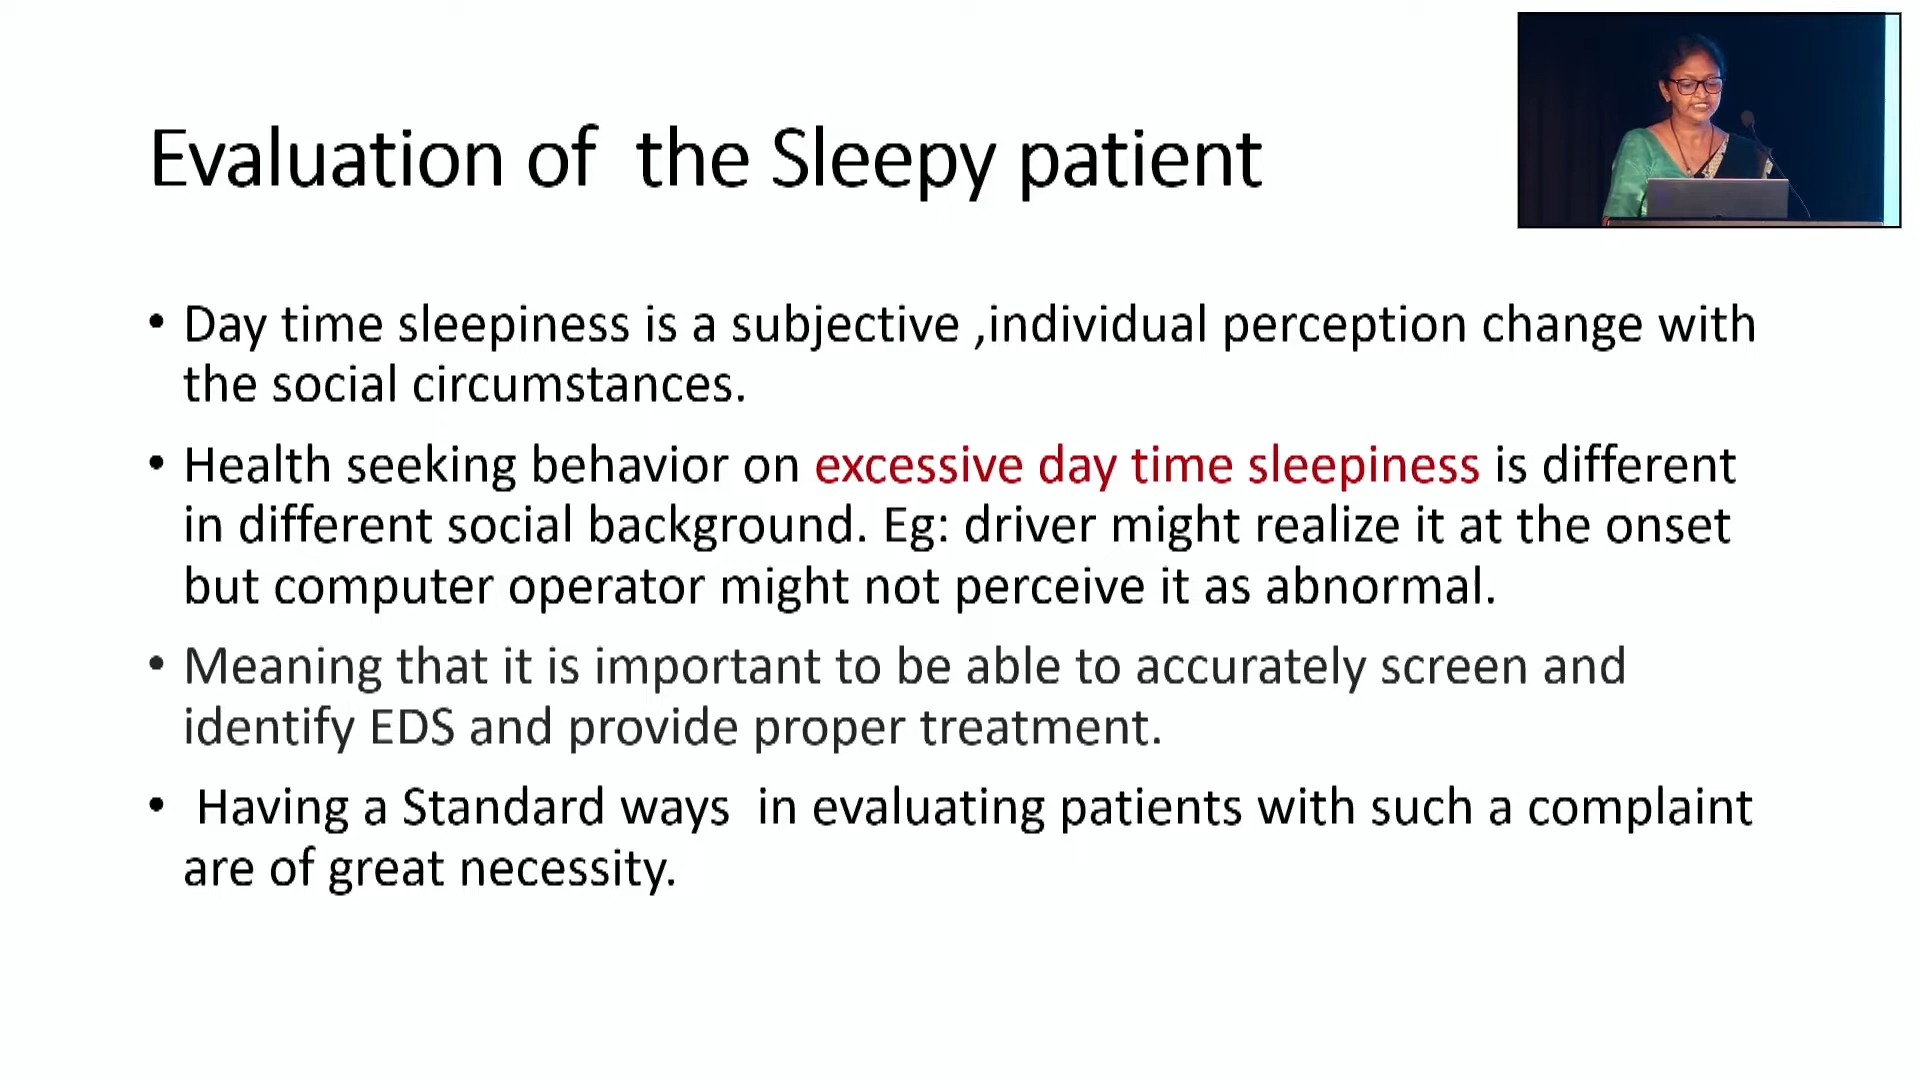 Evaluation of  the Sleepy patient
• Day time sleepiness is a subjective ,individual perception change with
the social circumstances.
• Health seeking behavior on excessive day time sleepiness is different
in different social background. Eg: driver might realize it at the onset
but computer operator might not perceive it as abnormal.
• Meaning that it is important to be able to accurately screen and
identify EDS and provide proper treatment.
•  Having a Standard ways  in evaluating patients with such a complaint
are of great necessity.